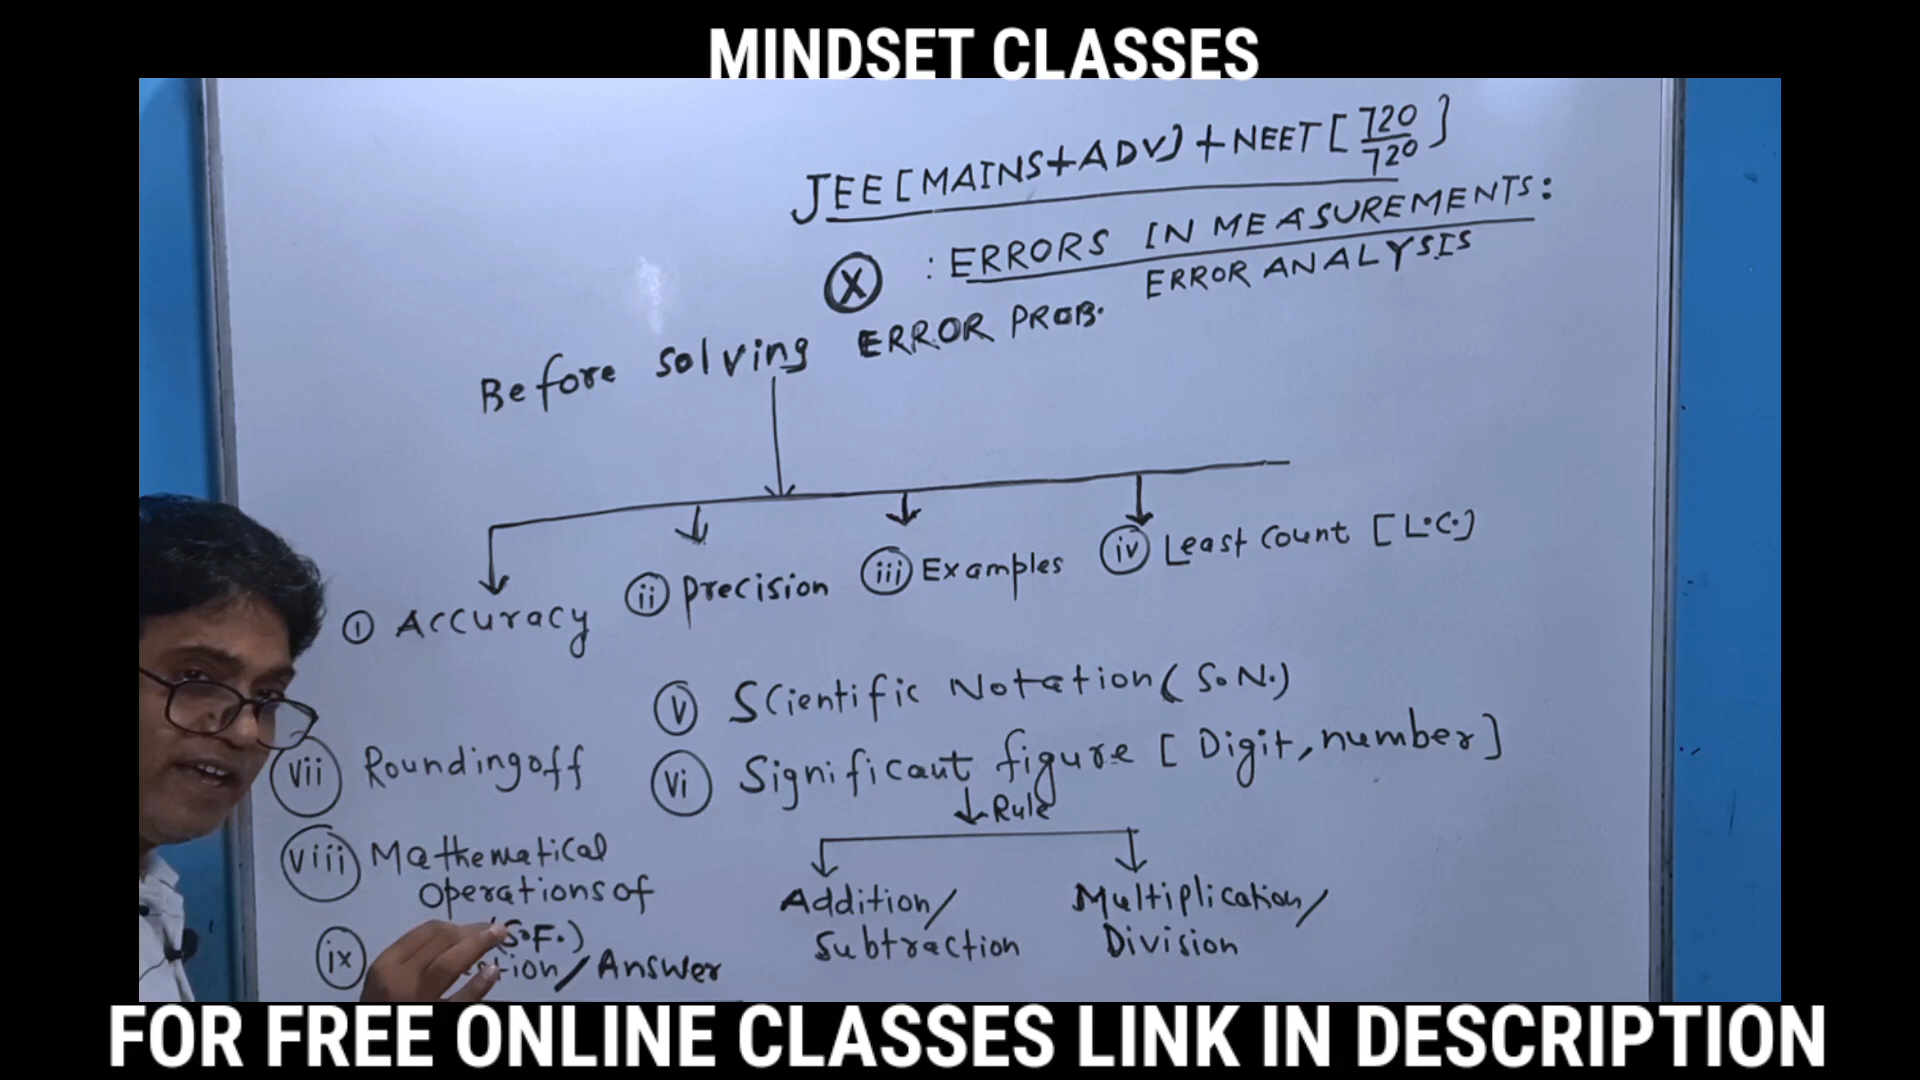 MINDSET CLASSES
JEE [MAINS+ADV] + NEET [720/720]
X : ERRORS IN MEASUREMENTS:
ERROR ANALYSIS
Before solving ERROR PROB.
① Accuracy
ii Precision
iii Examples
iv Least Count [L.C.]
v Scientific Notation (S.N.)
vi Significant figure [Digit, number]
↓ Rule
Addition/
Subtraction
Multiplication/
Division
vii Rounding off
viii Mathematical
operations of
(S.F.)
ix / Answer
FOR FREE ONLINE CLASSES LINK IN DESCRIPTION